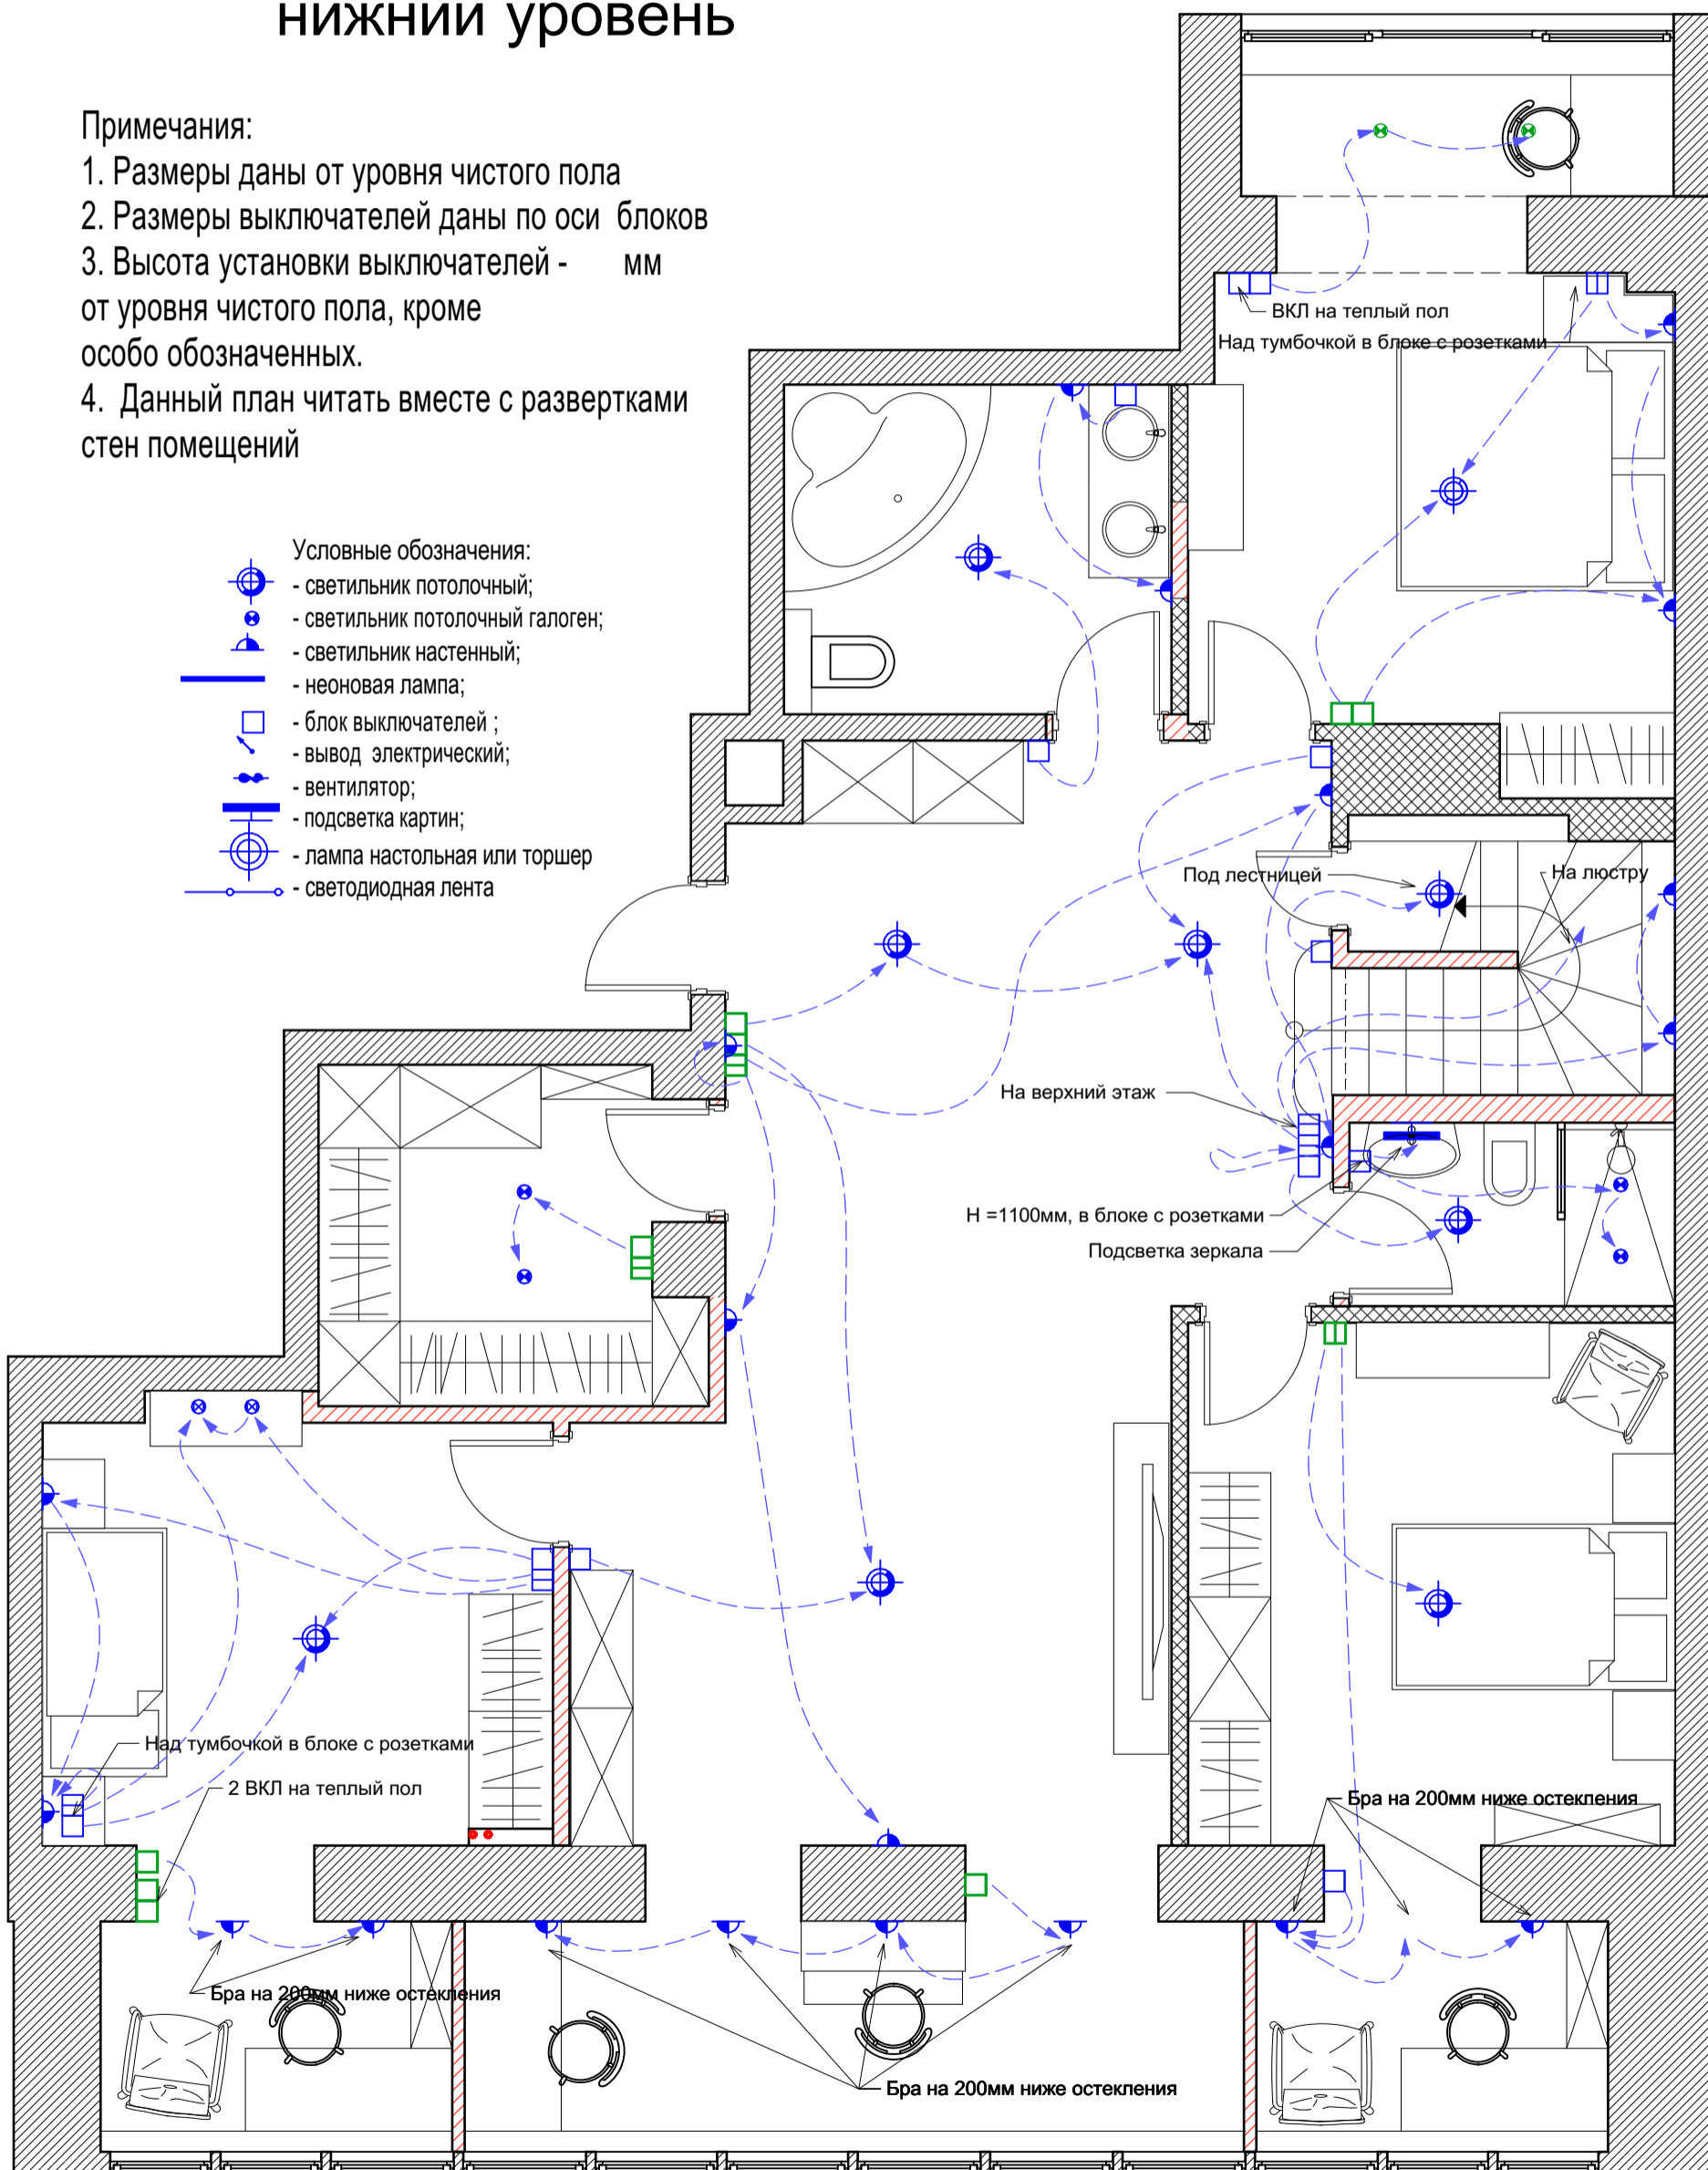 нижний уровень
Примечания:
1. Размеры даны от уровня чистого пола
2. Размеры выключателей даны по оси блоков
3. Высота установки выключателей - мм
от уровня чистого пола, кроме
особо обозначенных.
4. Данный план читать вместе с развертками
стен помещений
Условные обозначения:
- светильник потолочный;
- светильник потолочный галоген;
- светильник настенный;
- неоновая лампа;
- блок выключателей ;
- вывод электрический;
- вентилятор;
- подсветка картин;
- лампа настольная или торшер
- светодиодная лента
ВКЛ на теплый пол
Над тумбочкой в блоке с розетками
Под лестницей
На люстру
На верхний этаж
Н =1100мм, в блоке с розетками
Подсветка зеркала
Над тумбочкой в блоке с розетками
2 ВКЛ на теплый пол
Бра на 200мм ниже остекления
Бра на 200мм ниже остекления
Бра на 200мм ниже остекления